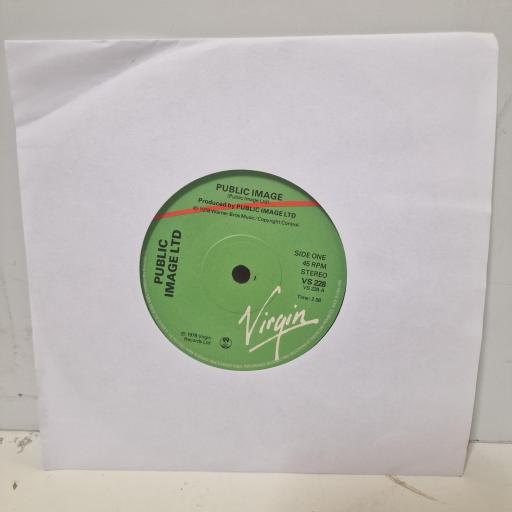 PUBLIC IMAGE
(Public Image Ltd)
Produced by PUBLIC IMAGE LTD
℗ 1978 Warner Bros Music/Copyright Control
PUBLIC
IMAGE LTD
SIDE ONE
45 RPM
STEREO
VS 228
VS 228-A
Time: 2.58
Virgin
℗ 1978 Virgin
Records Ltd